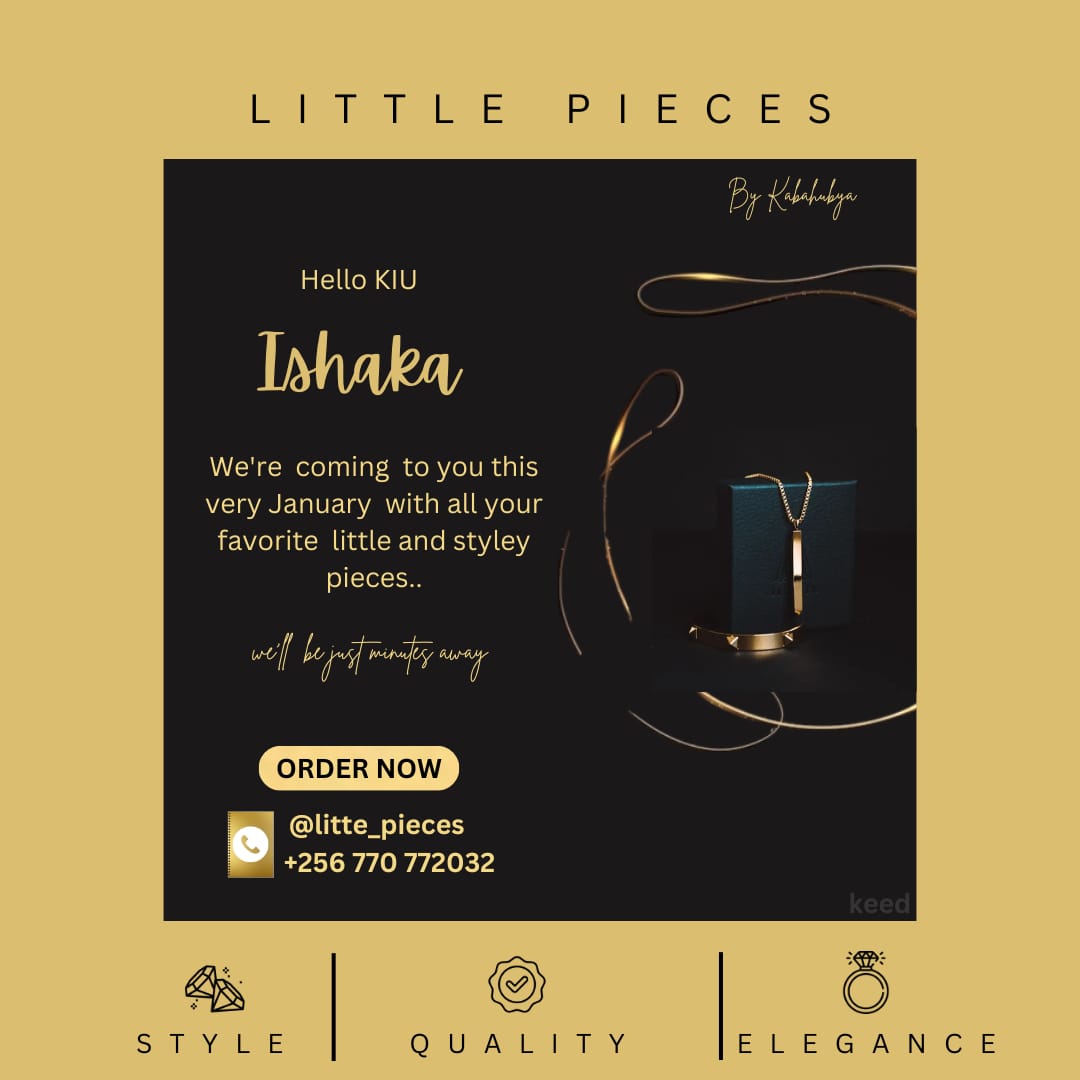 LITTLE PIECES
By Kabahubya
Hello KIU
Ishaka
We're coming to you this
very January with all your
favorite little and styley
pieces..
we'll be just minutes away
ORDER NOW
@litte_pieces
+256 770 772032
keed
STYLE
QUALITY
ELEGANCE